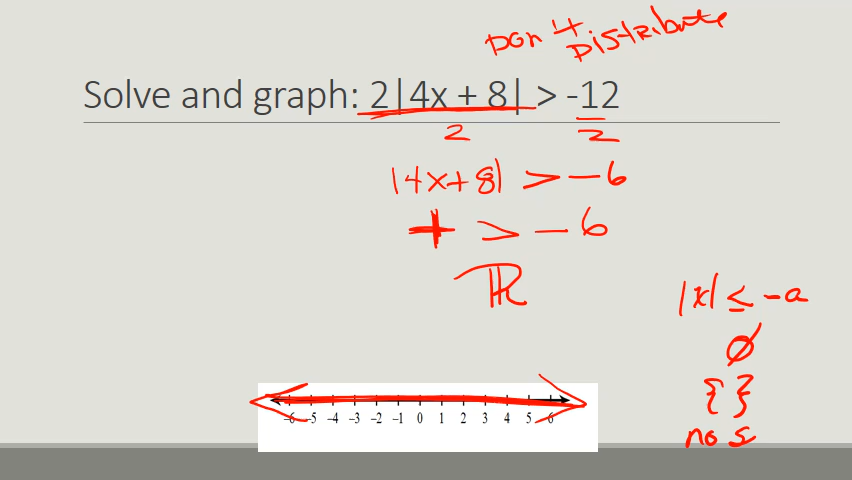 Don't
Distribute
Solve and graph: 2|4x + 8| > -12
2 2
|4x+8| > -6
+ > -6
ℝ
|x| ≤ -a
∅
{ }
no s
-6 -5 -4 -3 -2 -1 0 1 2 3 4 5 6